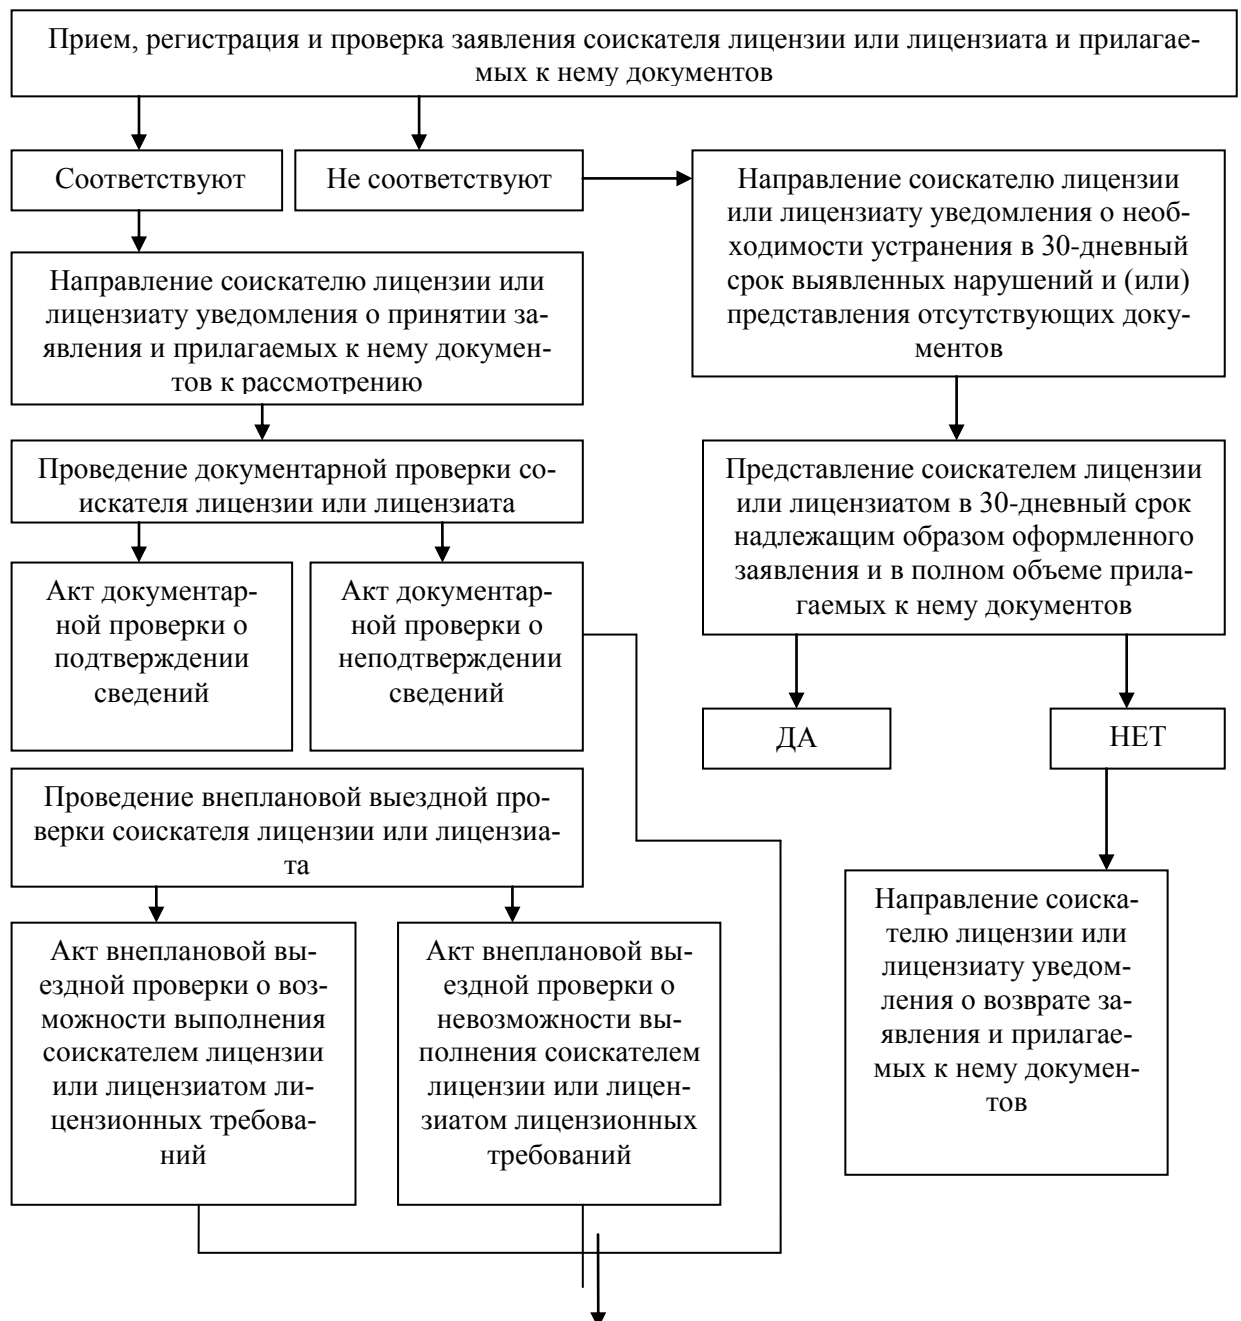 Прием, регистрация и проверка заявления соискателя лицензии или лицензиата и прилагае-
мых к нему документов
Соответствуют
Не соответствуют
Направление соискателю лицензии
или лицензиату уведомления о необ-
ходимости устранения в 30-дневный
срок выявленных нарушений и (или)
представления отсутствующих доку-
ментов
Направление соискателю лицензии или
лицензиату уведомления о принятии за-
явления и прилагаемых к нему докумен-
тов к рассмотрению
Проведение документарной проверки со-
искателя лицензии или лицензиата
Представление соискателем лицензии
или лицензиатом в 30-дневный срок
надлежащим образом оформленного
заявления и в полном объеме прила-
гаемых к нему документов
Акт документар-
ной проверки о
подтверждении
сведений
Акт документар-
ной проверки о
неподтверждении
сведений
ДА
НЕТ
Проведение внеплановой выездной про-
верки соискателя лицензии или лицензиа-
та
Направление соиска-
телю лицензии или
лицензиату уведом-
ления о возврате за-
явления и прилагае-
мых к нему докумен-
тов
Акт внеплановой вы-
ездной проверки о воз-
можности выполнения
соискателем лицензии
или лицензиатом ли-
цензионных требова-
ний
Акт внеплановой вы-
ездной проверки о
невозможности вы-
полнения соискателем
лицензии или лицен-
зиатом лицензионных
требований